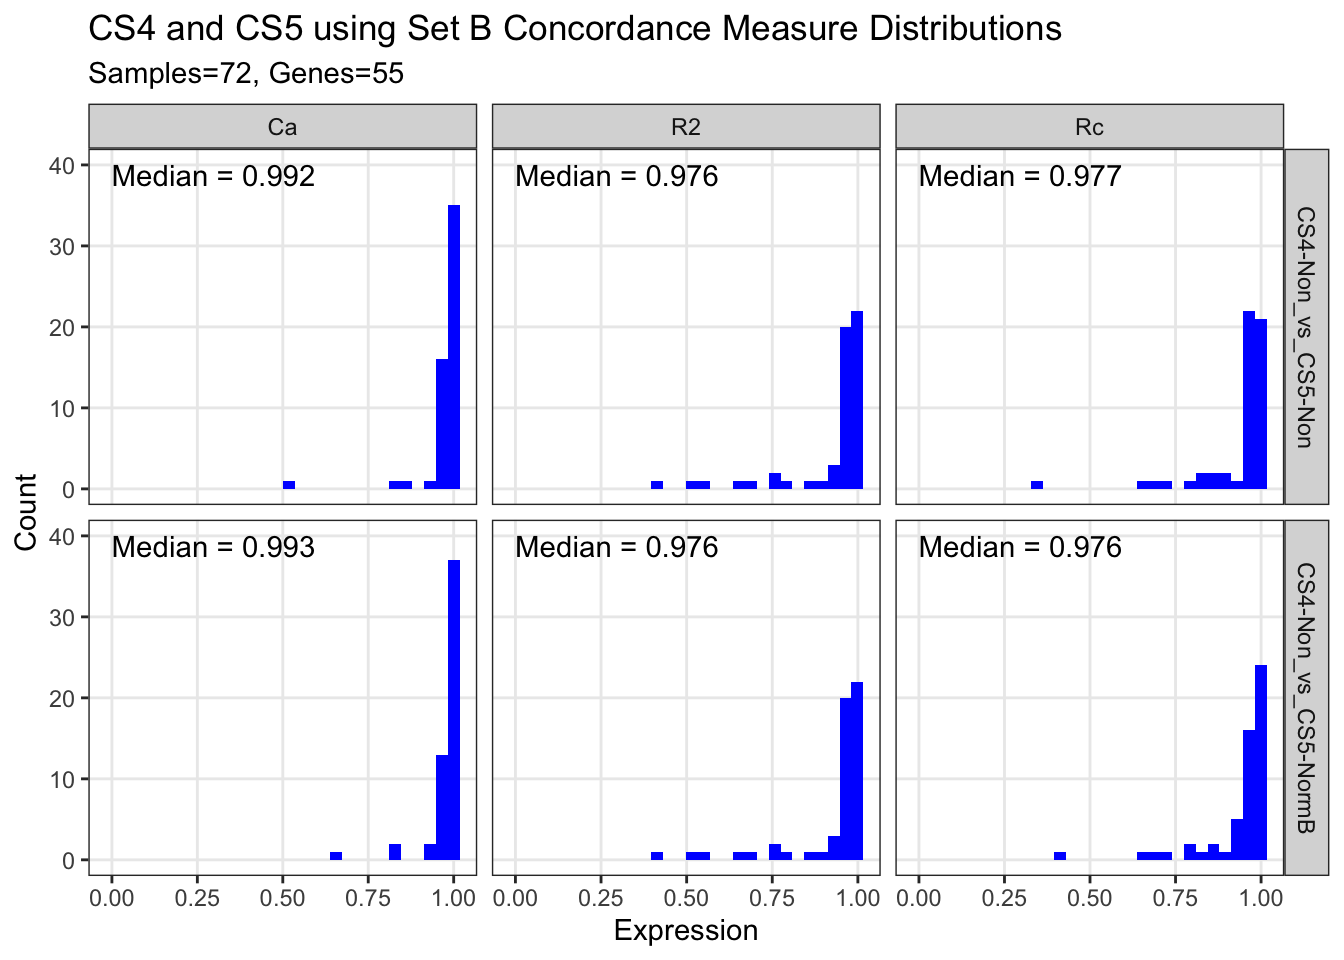 CS4 and CS5 using Set B Concordance Measure Distributions
Samples=72, Genes=55
Ca
R2
Rc
40
30
20
10
0
Median = 0.992
Median = 0.976
Median = 0.977
CS4-Non_vs_CS5-Non
Count
40
30
20
10
0
Median = 0.993
Median = 0.976
Median = 0.976
CS4-Non_vs_CS5-NormB
0.00 0.25 0.50 0.75 1.00
0.00 0.25 0.50 0.75 1.00
0.00 0.25 0.50 0.75 1.00
Expression